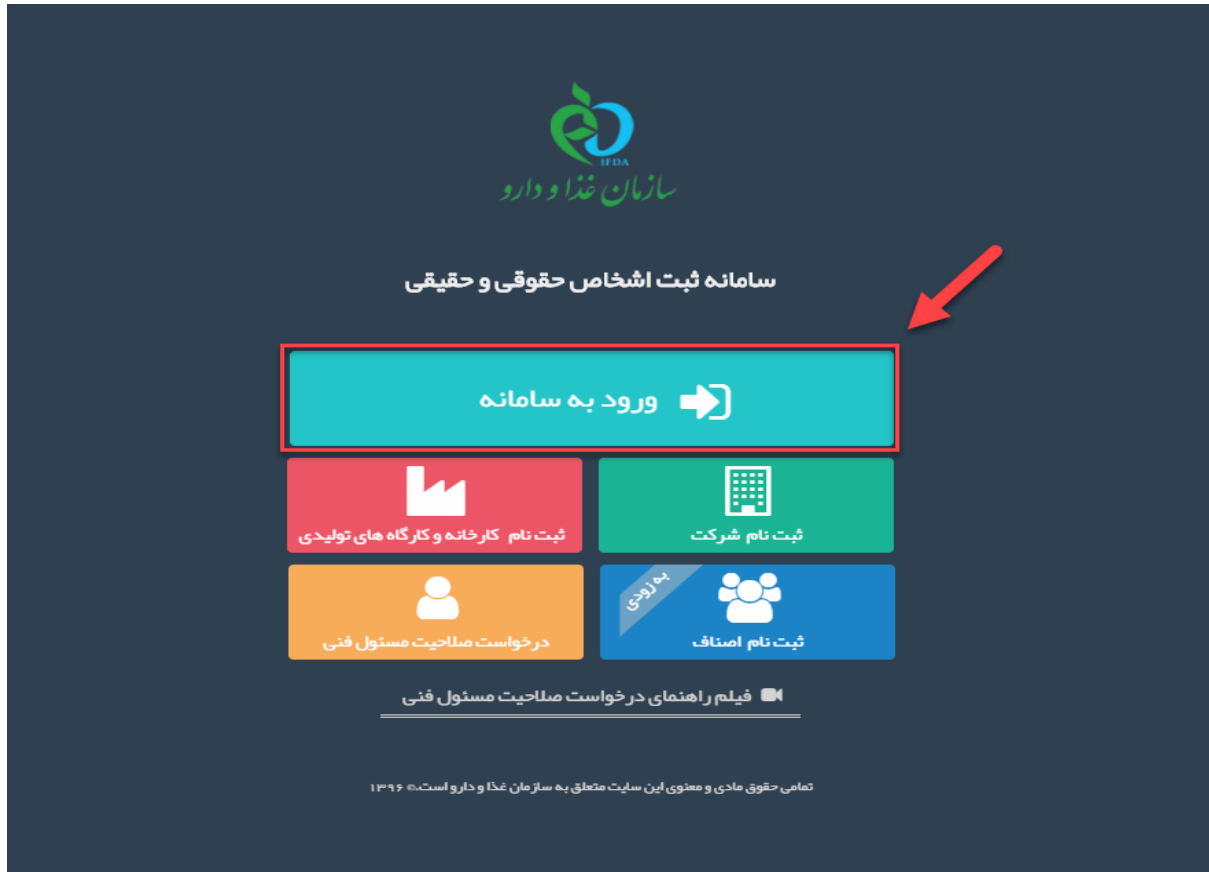 IFDA
سازمان غذا و دارو
سامانه ثبت اشخاص حقوقی و حقیقی
ورود به سامانه
ثبت نام شرکت
ثبت نام کارخانه و کارگاه های تولیدی
به زودی
ثبت نام اصناف
درخواست صلاحیت مسئول فنی
فیلم راهنمای درخواست صلاحیت مسئول فنی
تمامی حقوق مادی و معنوی این سایت متعلق به سازمان غذا و دارو است.© ۱۳۹۶